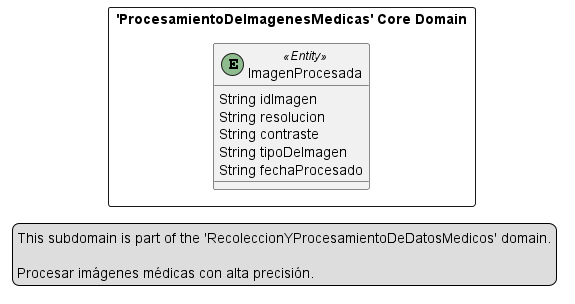 'ProcesamientoDeImagenesMedicas' Core Domain
«Entity»
E ImagenProcesada
String idImagen
String resolucion
String contraste
String tipoDeImagen
String fechaProcesado
This subdomain is part of the 'RecoleccionYProcesamientoDeDatosMedicos' domain.
Procesar imágenes médicas con alta precisión.